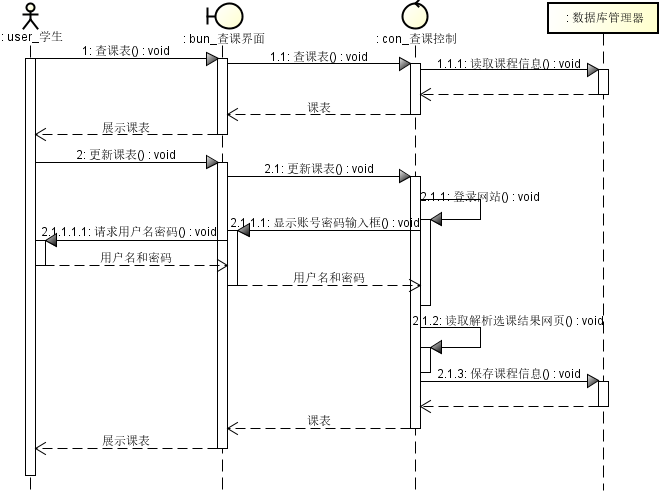 : user_学生
: bun_查课界面
: con_查课控制
: 数据库管理器
1: 查课表() : void
1.1: 查课表() : void
1.1.1: 读取课程信息() : void
课表
展示课表
2: 更新课表() : void
2.1: 更新课表() : void
2.1.1: 登录网站() : void
2.1.1.1: 显示账号密码输入框() : void
2.1.1.1.1: 请求用户名密码() : void
用户名和密码
用户名和密码
2.1.2: 读取解析选课结果网页() : void
2.1.3: 保存课程信息() : void
课表
展示课表